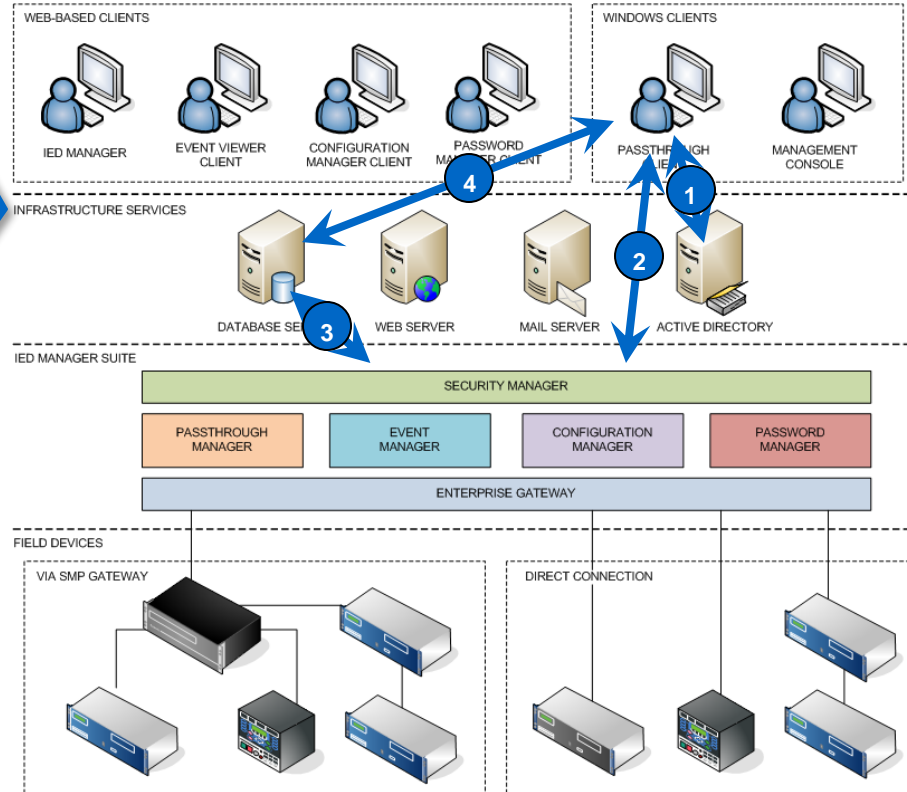 WEB-BASED CLIENTS
WINDOWS CLIENTS
IED MANAGER
EVENT VIEWER
CLIENT
CONFIGURATION
MANAGER CLIENT
PASSWORD
CLIENT
PASSTHROUGH
MANAGEMENT
CONSOLE
4
1
INFRASTRUCTURE SERVICES
2
3
DATABASE
WEB SERVER
MAIL SERVER
ACTIVE DIRECTORY
IED MANAGER SUITE
SECURITY MANAGER
PASSTHROUGH
MANAGER
EVENT
MANAGER
CONFIGURATION
MANAGER
PASSWORD
MANAGER
ENTERPRISE GATEWAY
FIELD DEVICES
VIA SMP GATEWAY
DIRECT CONNECTION